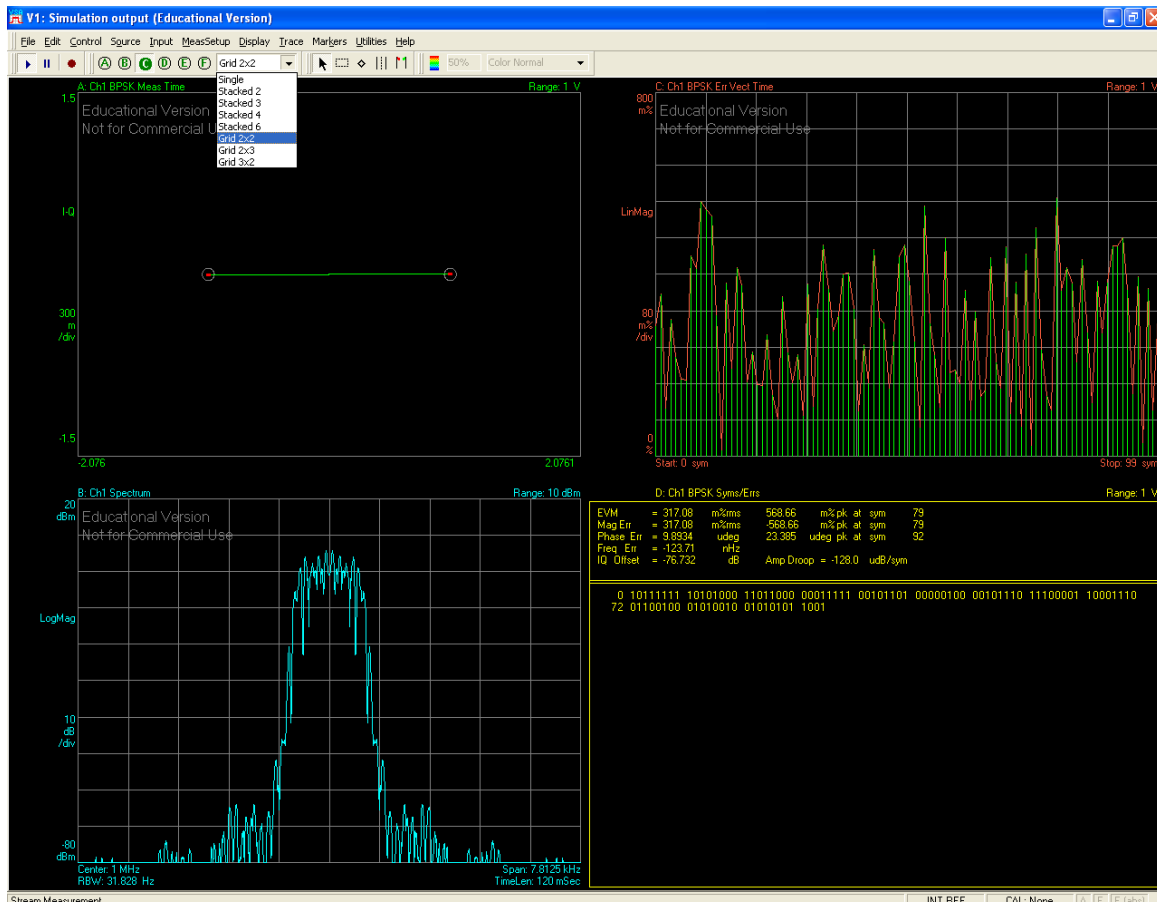 V1: Simulation output (Educational Version)
File Edit Control Source Input MeasSetup Display Trace Markers Utilities Help
A B C D E F Grid 2x2 50% Color Normal
Single
Stacked 2
Stacked 3
Stacked 4
Stacked 6
Grid 2x2
Grid 2x3
Grid 3x2
A: Ch1 BPSK Meas Time Range: 1 V
1.5
Educational Version
Not for Commercial U
I-Q
300
m
/div
-1.5
-2.076 2.0761
C: Ch1 BPSK Err Vect Time Range: 1 V
800
m%
Educational Version
Not for Commercial Use
LinMag
80
m%
/div
0
%
Start: 0 sym Stop: 99 sym
B: Ch1 Spectrum Range: 10 dBm
20
dBm
Educational Version
Not for Commercial Use
LogMag
10
dB
/div
-80
dBm
Center: 1 MHz Span: 7.8125 kHz
RBW: 31.828 Hz TimeLen: 120 mSec
D: Ch1 BPSK Syms/Errs Range: 1 V
EVM = 317.08 m%rms 568.66 m% pk at sym 79
Mag Err = 317.08 m%rms -568.66 m% pk at sym 79
Phase Err = 9.8934 udeg 23.385 udeg pk at sym 92
Freq Err = -123.71 nHz
IQ Offset = -76.732 dB Amp Droop = -128.0 udB/sym
0 10111111 10101000 11011000 00011111 00101101 00000100 00101110 11100001 10001110
72 01100100 01010010 01010101 1001
Stream Measurement INT REF CAL: None